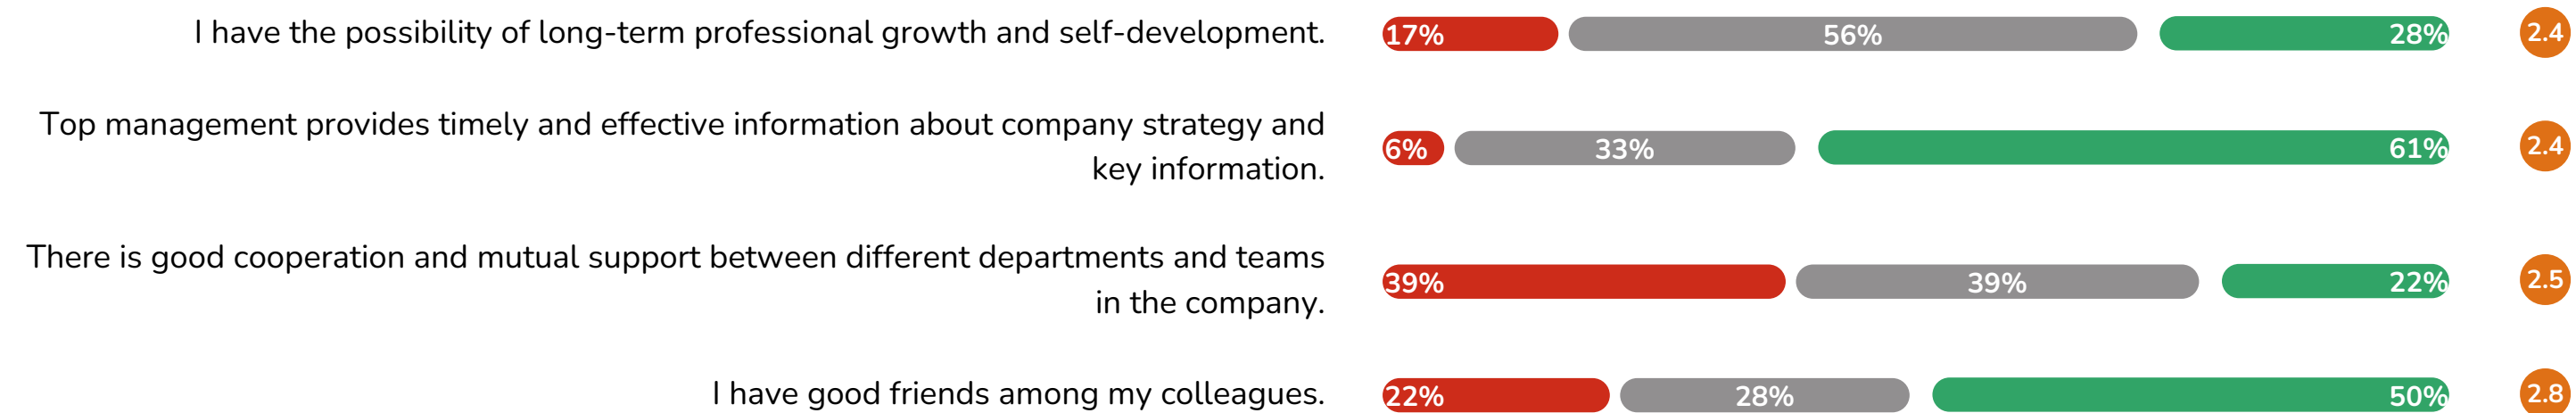 I have the possibility of long-term professional growth and self-development. 17% 56% 28% 2.4
Top management provides timely and effective information about company strategy and
key information. 6% 33% 61% 2.4
There is good cooperation and mutual support between different departments and teams
in the company. 39% 39% 22% 2.5
I have good friends among my colleagues. 22% 28% 50% 2.8